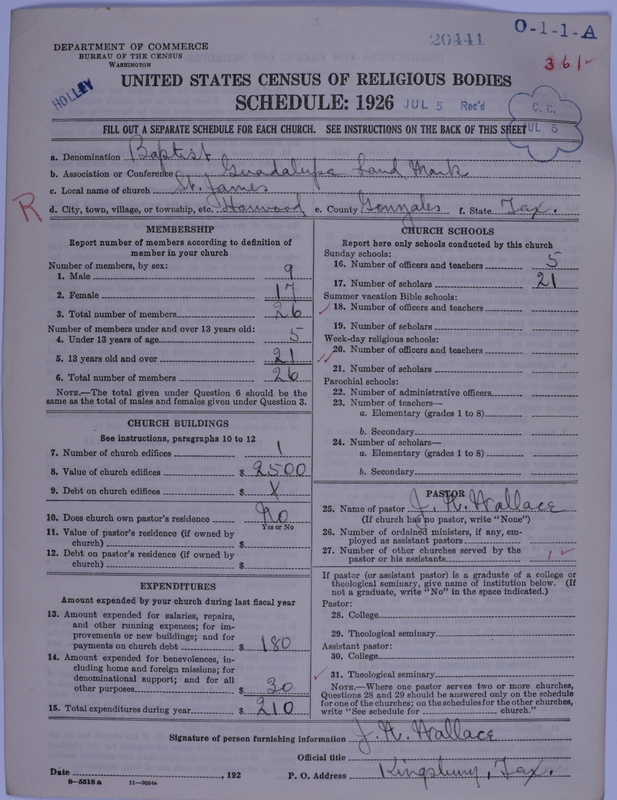 20441
O-1-1-A
DEPARTMENT OF COMMERCE
BUREAU OF THE CENSUS
WASHINGTON
361-
HOLLEY
UNITED STATES CENSUS OF RELIGIOUS BODIES
SCHEDULE: 1926
JUL 5 Rec'd
C. C.
JUL 5
FILL OUT A SEPARATE SCHEDULE FOR EACH CHURCH. SEE INSTRUCTIONS ON THE BACK OF THIS SHEET
a. Denomination Baptist
b. Association or Conference Guadalupe Land Mark
c. Local name of church St. James
R
d. City, town, village, or township, etc. Harwood e. County Gonzales f. State Tex.
MEMBERSHIP
Report number of members according to definition of
member in your church
Number of members, by sex:
1. Male 9
2. Female 17
3. Total number of members 26
Number of members under and over 13 years old:
4. Under 13 years of age 5
5. 13 years old and over 21
6. Total number of members 26
NOTE.—The total given under Question 6 should be
same as the total of males and females given under Question 3.
CHURCH BUILDINGS
See instructions, paragraphs 10 to 12
7. Number of church edifices 1
8. Value of church edifices $ 2500
9. Debt on church edifices $ X
10. Does church own pastor's residence No
Yes or No
11. Value of pastor's residence (if owned by
church) $
12. Debt on pastor's residence (if owned by
church) $
EXPENDITURES
Amount expended by your church during last fiscal year
13. Amount expended for salaries, repairs,
and other running expenses; for im-
provements or new buildings; and for
payments on church debt $ 180
14. Amount expended for benevolences, in-
cluding home and foreign missions; for
denominational support; and for all
other purposes $ 30
15. Total expenditures during year $ 210
CHURCH SCHOOLS
Report here only schools conducted by this church
Sunday schools:
16. Number of officers and teachers 5
17. Number of scholars 21
Summer vacation Bible schools:
18. Number of officers and teachers
19. Number of scholars
Week-day religious schools:
20. Number of officers and teachers
21. Number of scholars
Parochial schools:
22. Number of administrative officers
23. Number of teachers—
a. Elementary (grades 1 to 8)
b. Secondary
24. Number of scholars—
a. Elementary (grades 1 to 8)
b. Secondary
PASTOR
25. Name of pastor J. N. Wallace
(If church has no pastor, write "None")
26. Number of ordained ministers, if any, em-
ployed as assistant pastors
27. Number of other churches served by the
pastor or his assistants 1
If pastor (or assistant pastor) is a graduate of a college or
theological seminary, give name of institution below. (If
not a graduate, write "No" in the space indicated.)
Pastor:
28. College
29. Theological seminary
Assistant pastor:
30. College
31. Theological seminary
NOTE.—Where one pastor serves two or more churches,
Questions 28 and 29 should be answered only on the schedule
for one of the churches; on the schedules for the other churches,
write "See schedule for church."
Signature of person furnishing information J. N. Wallace
Official title
Date , 192
P. O. Address Kingsbury, Tex.
8-5518a 11-9554a